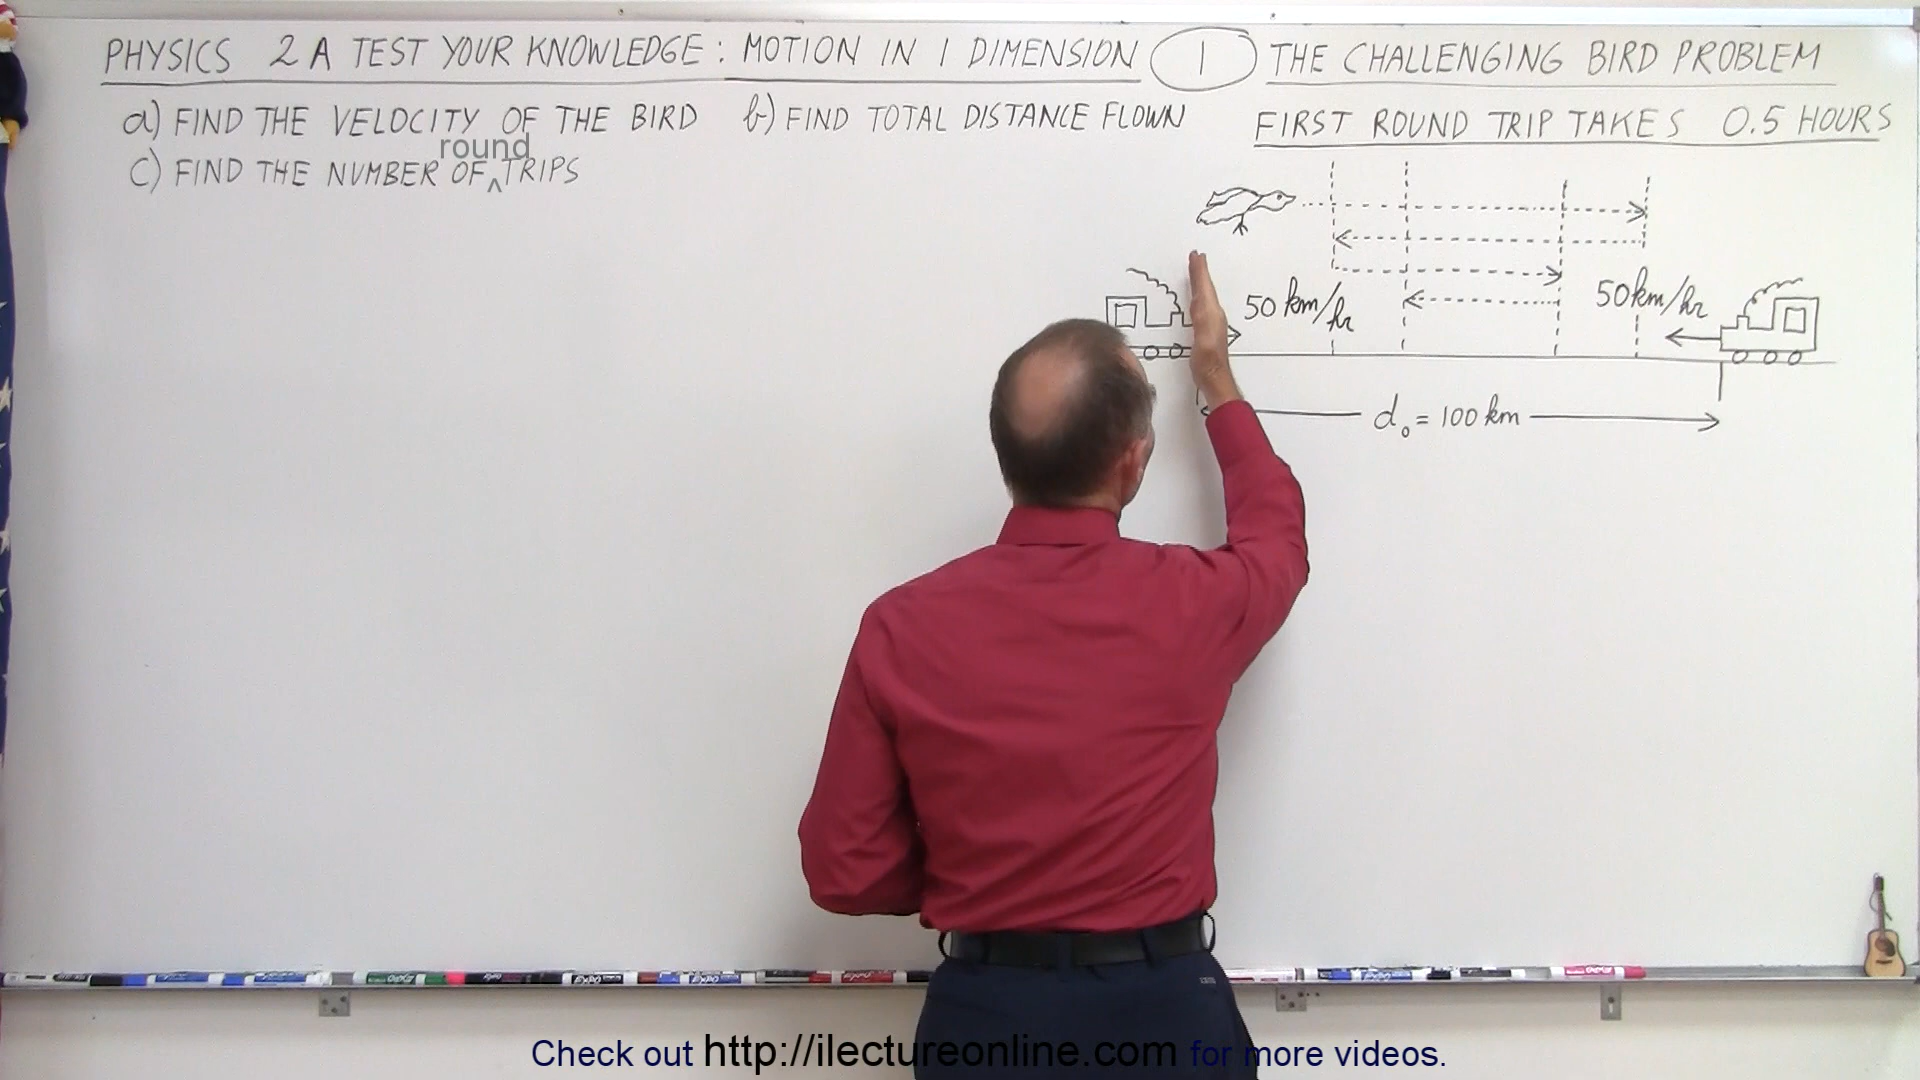 PHYSICS 2A TEST YOUR KNOWLEDGE: MOTION IN 1 DIMENSION 1 THE CHALLENGING BIRD PROBLEM
a) FIND THE VELOCITY OF THE BIRD b) FIND TOTAL DISTANCE FLOWN
FIRST ROUND TRIP TAKES 0.5 HOURS
round
C) FIND THE NUMBER OF ^ TRIPS
50 km/hr
50 km/hr
d₀ = 100 km
Check out http://ilectureonline.com for more videos.